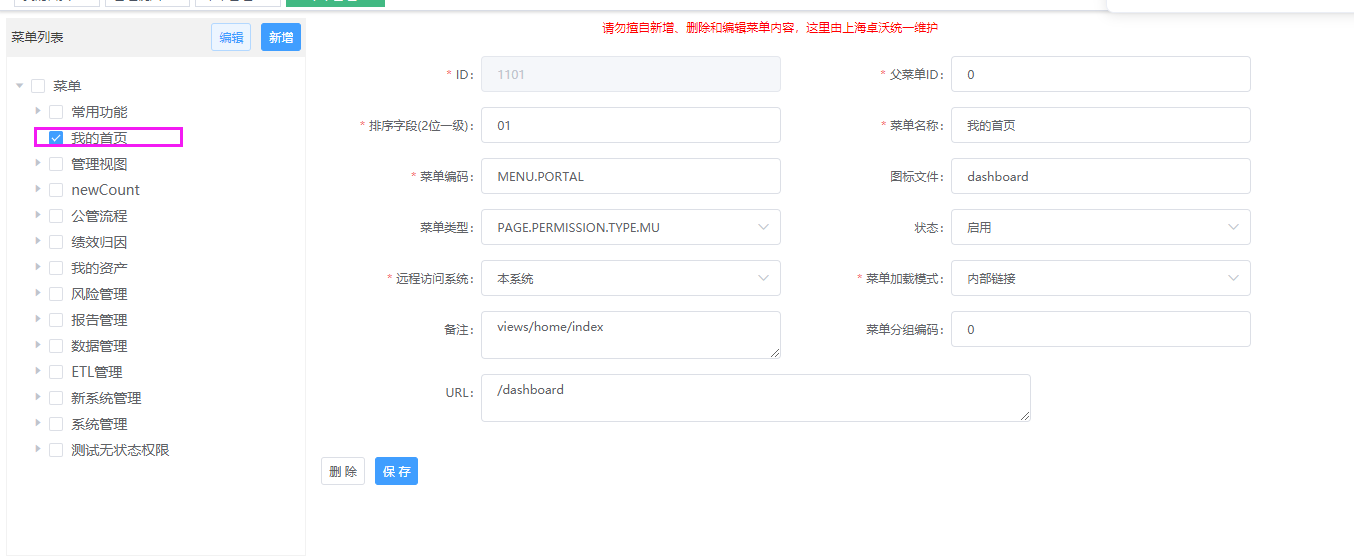 菜单列表
编辑
新增
菜单
常用功能
我的首页
管理视图
newCount
公管流程
绩效归因
我的资产
风险管理
报告管理
数据管理
ETL管理
新系统管理
系统管理
测试无状态权限
请勿擅自新增、删除和编辑菜单内容，这里由上海卓沃统一维护
* ID: 1101
* 父菜单ID: 0
* 排序字段(2位一级): 01
* 菜单名称: 我的首页
* 菜单编码: MENU.PORTAL
图标文件: dashboard
菜单类型: PAGE.PERMISSION.TYPE.MU
状态: 启用
* 远程访问系统: 本系统
* 菜单加载模式: 内部链接
备注: views/home/index
菜单分组编码: 0
URL: /dashboard
删 除
保 存